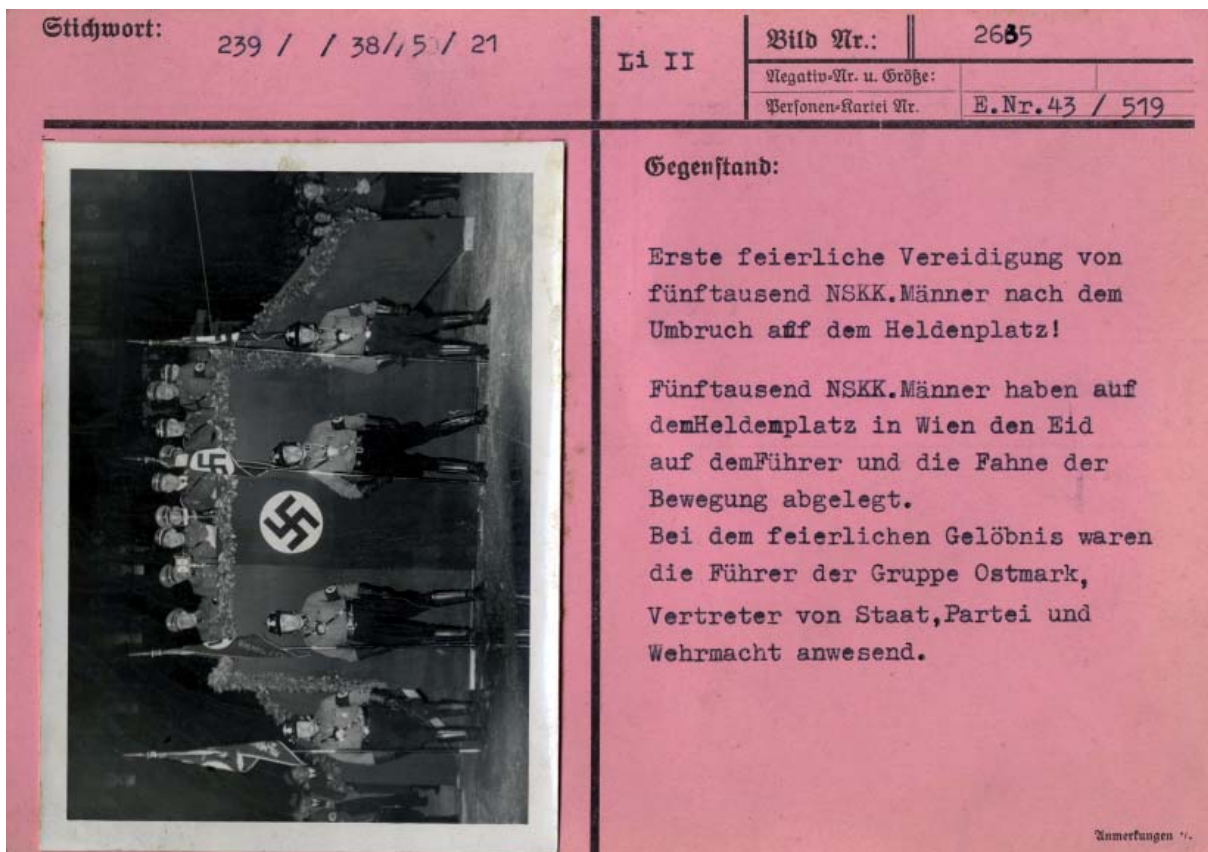 Stichwort:
239 / / 38/,5 / 21
Li II
Bild Nr.:
2635
Negativ-Nr. u. Größe:
Personen-Kartei Nr.
E.Nr.43 / 519
Gegenstand:
Erste feierliche Vereidigung von
fünftausend NSKK.Männer nach dem
Umbruch auf dem Heldenplatz!
Fünftausend NSKK.Männer haben auf
demHeldemplatz in Wien den Eid
auf demFührer und die Fahne der
Bewegung abgelegt.
Bei dem feierlichen Gelöbnis waren
die Führer der Gruppe Ostmark,
Vertreter von Staat,Partei und
Wehrmacht anwesend.
Anmerkungen